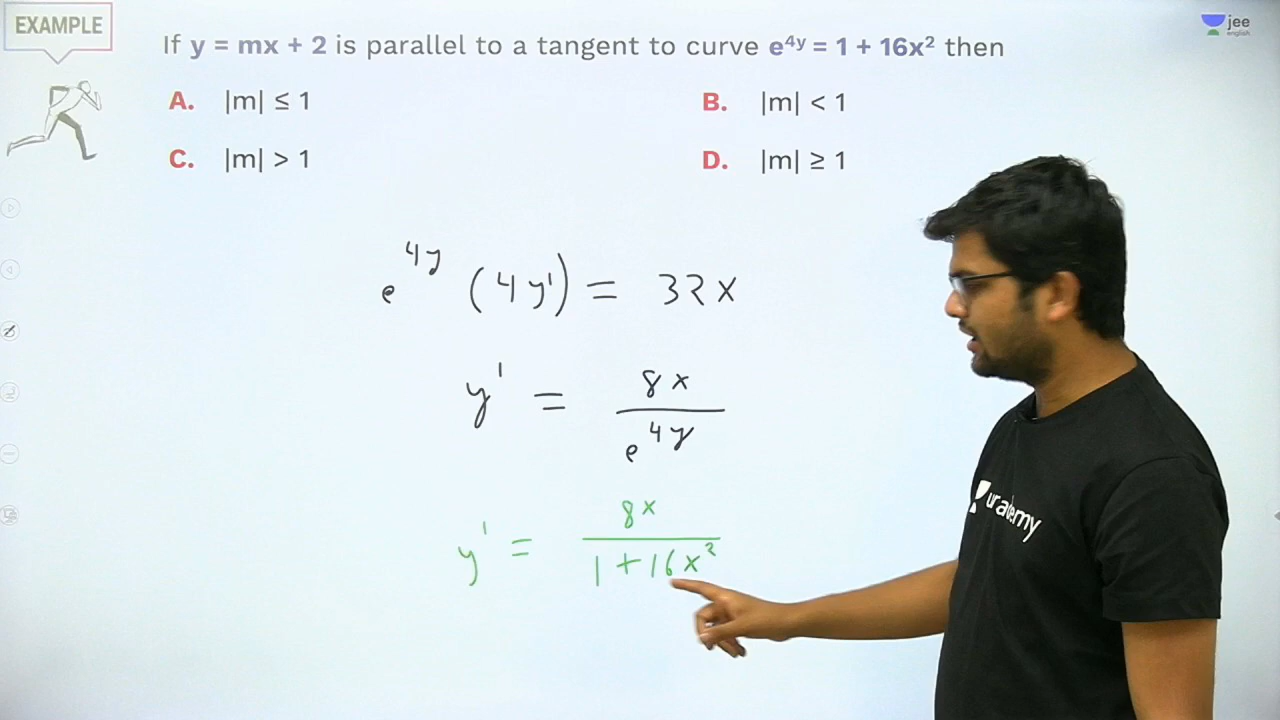 EXAMPLE
If y = mx + 2 is parallel to a tangent to curve e⁴ʸ = 1 + 16x² then
jee
english
A. |m| ≤ 1
B. |m| < 1
C. |m| > 1
D. |m| ≥ 1
e⁴ʸ (4y') = 32x
y' = 8x / e⁴ʸ
y' = 8x / 1 + 16x²